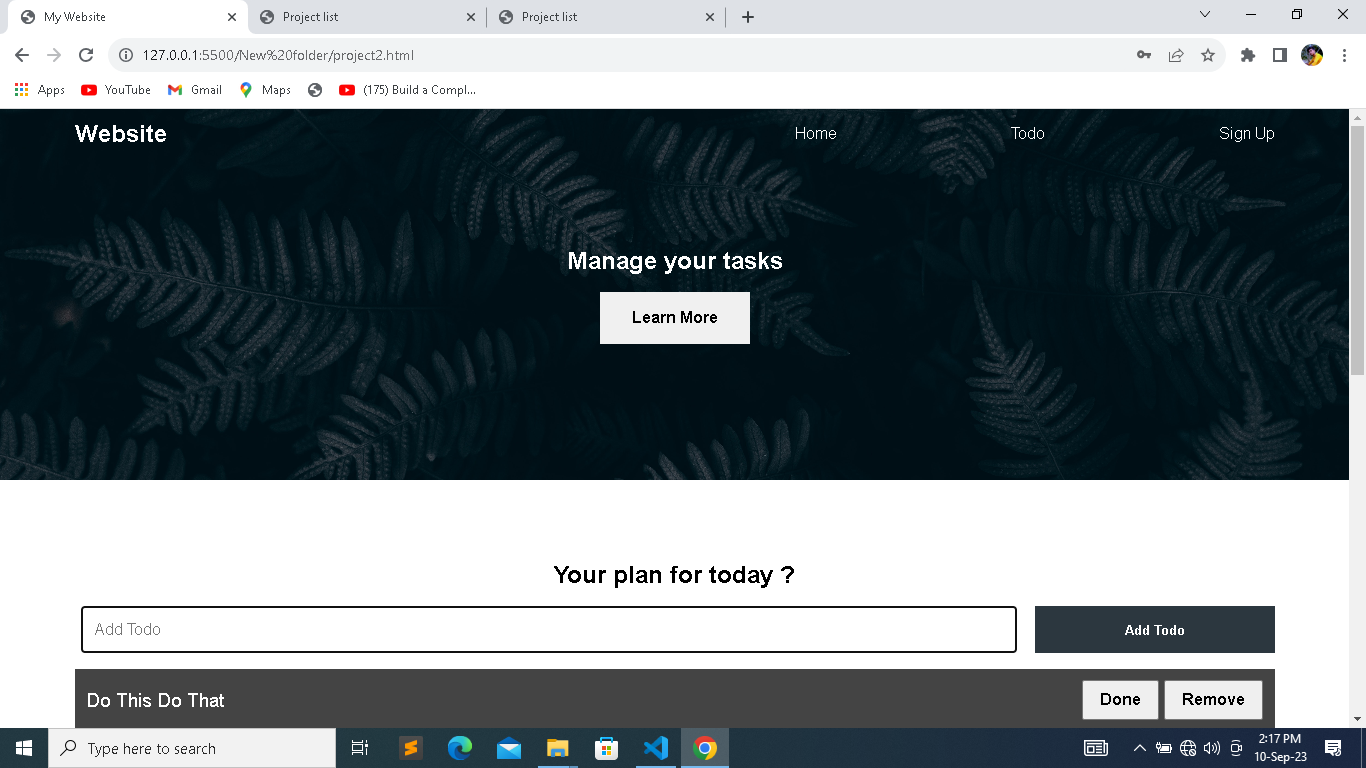 My Website
Project list
Project list
127.0.0.1:5500/New%20folder/project2.html
Apps
YouTube
Gmail
Maps
(175) Build a Compl...
Website
Home
Todo
Sign Up
Manage your tasks
Learn More
Your plan for today ?
Add Todo
Add Todo
Do This Do That
Done
Remove
Type here to search
2:17 PM
10-Sep-23